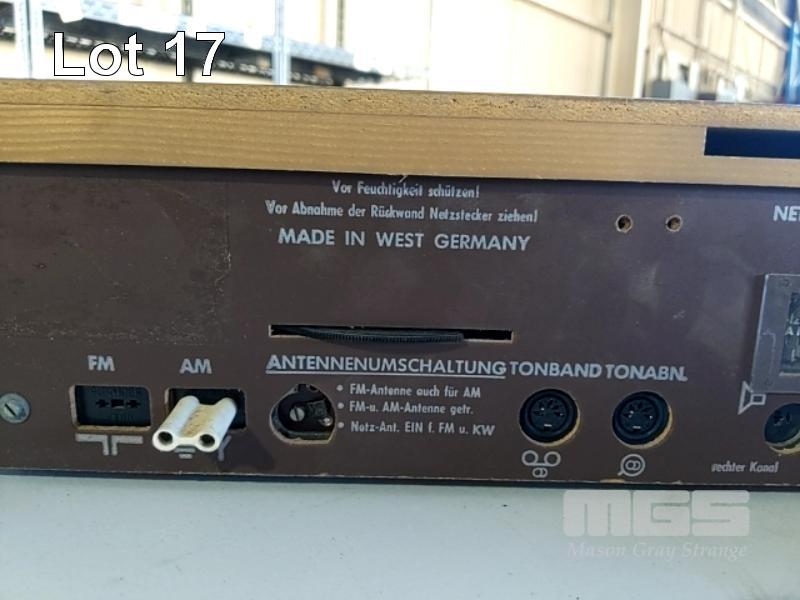 Lot 17
Vor Feuchtigkeit schützen!
Vor Abnahme der Rückwand Netzstecker ziehen!
MADE IN WEST GERMANY
NE
FM
AM
ANTENNENUMSCHALTUNG
TONBAND
TONABN.
• FM-Antenne auch für AM
• FM-u. AM-Antenne getr.
• Netz-Ant. EIN f. FM u. KW
rechter Kanal
MGS
Mason Gray Strange